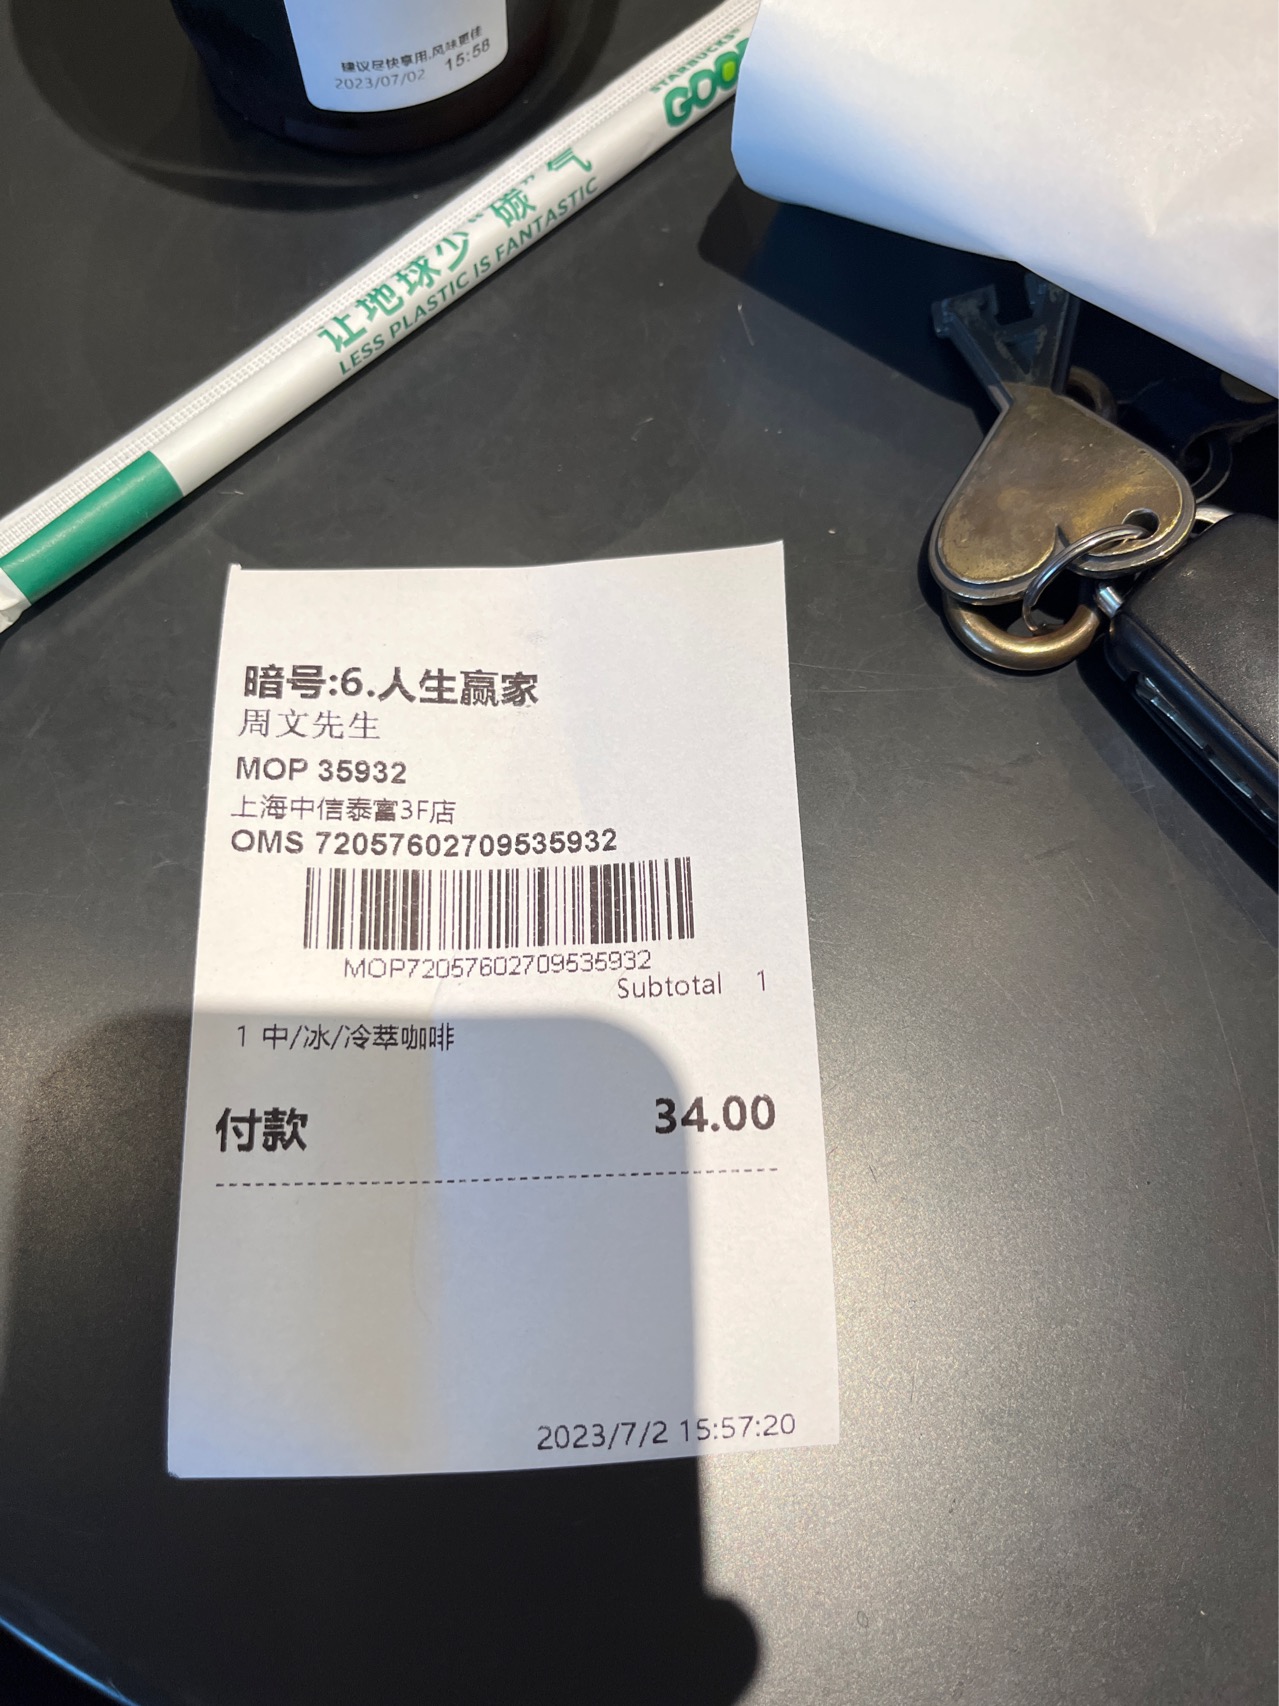 建议尽快享用,风味更佳
2023/07/02 15:58
STARBUCKS
GOO
让地球少“碳”气
LESS PLASTIC IS FANTASTIC
暗号:6.人生赢家
周文先生
MOP 35932
上海中信泰富3F店
OMS 72057602709535932
MOP72057602709535932
Subtotal 1
1 中/冰/冷萃咖啡
付款 34.00
2023/7/2 15:57:20